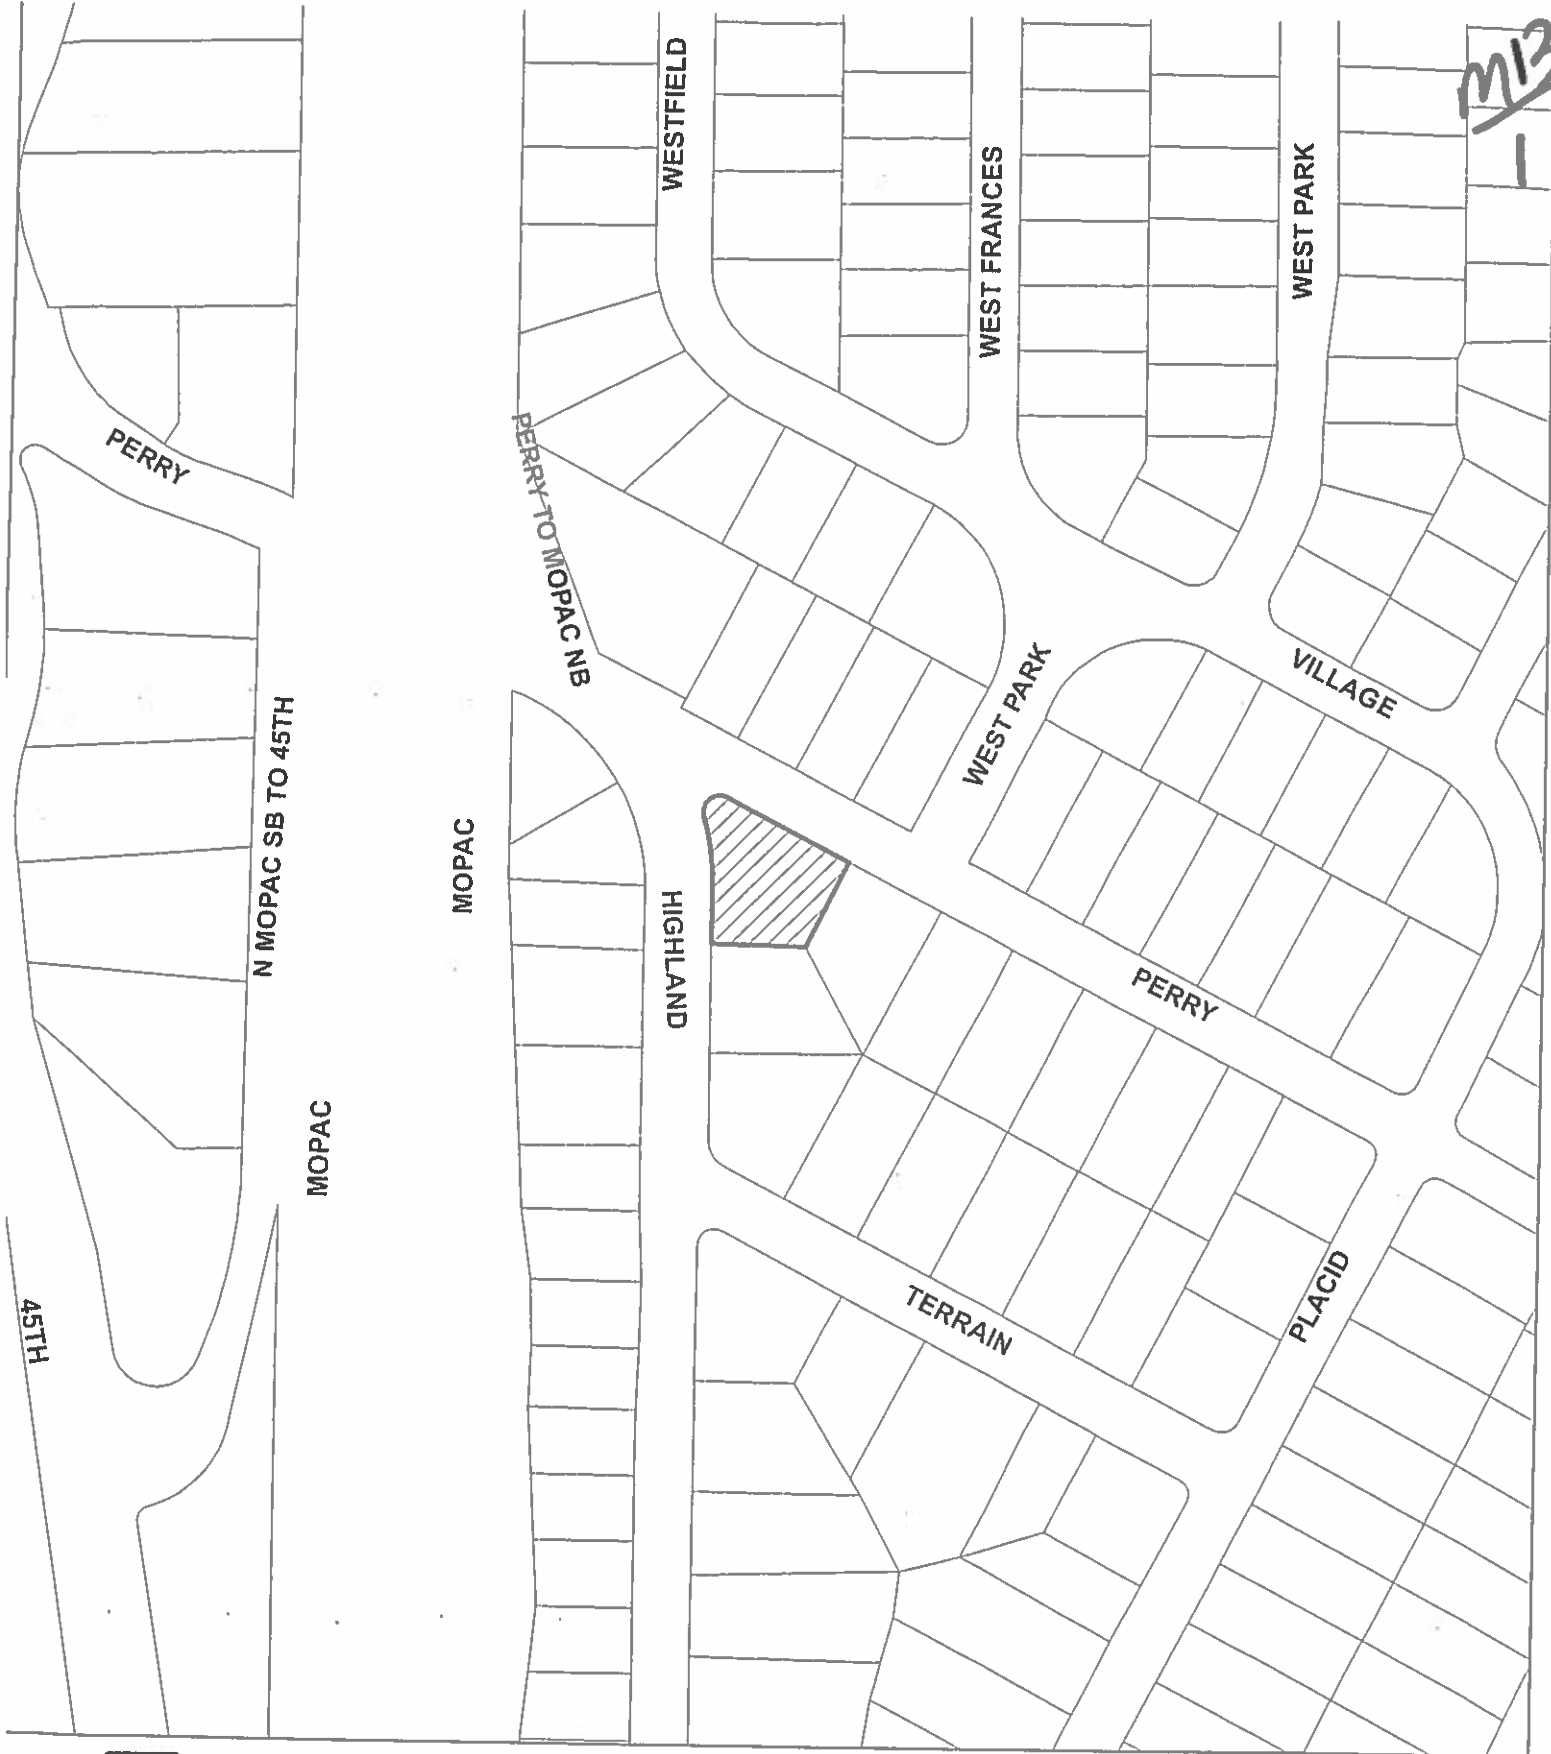 WESTFIELD
WEST FRANCES
WEST PARK
M12
1
PERRY
PERRY TO MOPAC NB
WEST PARK
VILLAGE
N MOPAC SB TO 45TH
MOPAC
HIGHLAND
PERRY
MOPAC
TERRAIN
PLACID
45TH